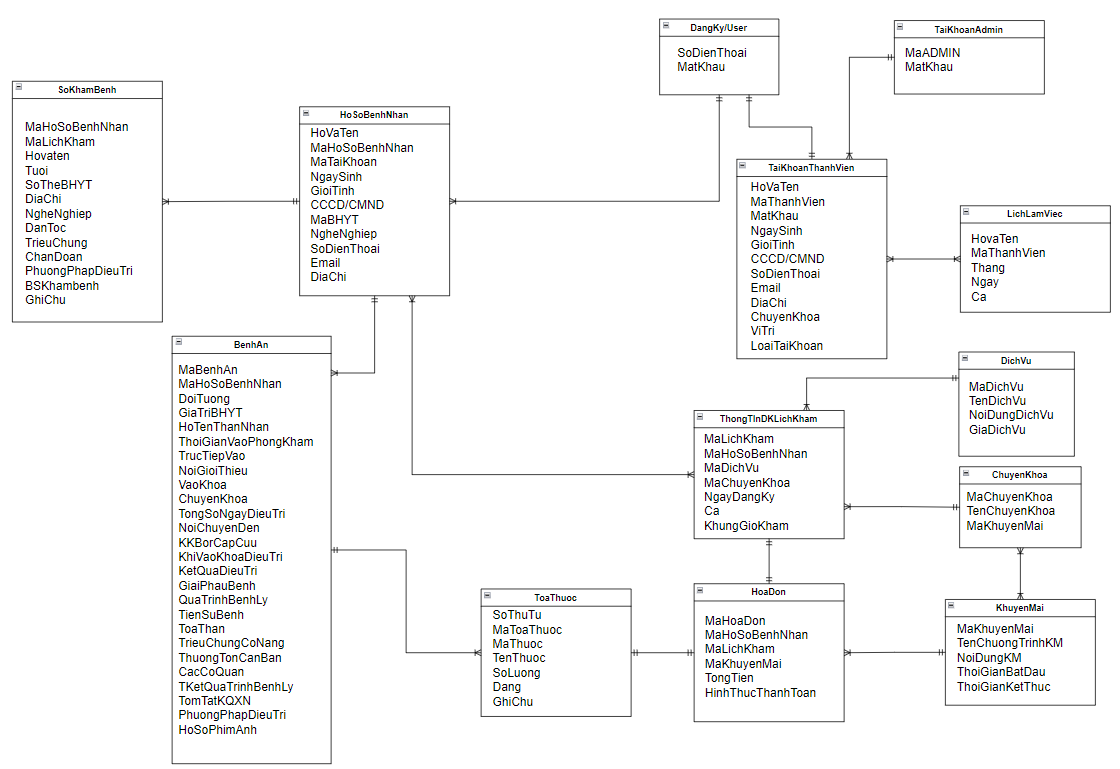 DangKy/User
SoDienThoai
MatKhau
TaiKhoanAdmin
MaADMIN
MatKhau
SoKhamBenh
MaHoSoBenhNhan
MaLichKham
Hovaten
Tuoi
SoTheBHYT
DiaChi
NgheNghiep
DanToc
TrieuChung
ChanDoan
PhuongPhapDieuTri
BSKhambenh
GhiChu
HoSoBenhNhan
HoVaTen
MaHoSoBenhNhan
MaTaiKhoan
NgaySinh
GioiTinh
CCCD/CMND
MaBHYT
NgheNghiep
SoDienThoai
Email
DiaChi
TaiKhoanThanhVien
HoVaTen
MaThanhVien
MatKhau
NgaySinh
GioiTinh
CCCD/CMND
SoDienThoai
Email
DiaChi
ChuyenKhoa
ViTri
LoaiTaiKhoan
LichLamViec
HovaTen
MaThanhVien
Thang
Ngay
Ca
BenhAn
MaBenhAn
MaHoSoBenhNhan
DoiTuong
GiaTriBHYT
HoTenThanNhan
ThoiGianVaoPhongKham
TrucTiepVao
NoiGioiThieu
VaoKhoa
ChuyenKhoa
TongSoNgayDieuTri
NoiChuyenDen
KKBorCapCuu
KhiVaoKhoaDieuTri
KetQuaDieuTri
GiaiPhauBenh
QuaTrinhBenhLy
TienSuBenh
ToaThan
TrieuChungCoNang
ThuongTonCanBan
CacCoQuan
TKetQuaTrinhBenhLy
TomTatKQXN
PhuongPhapDieuTri
HoSoPhimAnh
DichVu
MaDichVu
TenDichVu
NoiDungDichVu
GiaDichVu
ThongTInDKLichKham
MaLichKham
MaHoSoBenhNhan
MaDichVu
MaChuyenKhoa
NgayDangKy
Ca
KhungGioKham
ChuyenKhoa
MaChuyenKhoa
TenChuyenKhoa
MaKhuyenMai
ToaThuoc
SoThuTu
MaToaThuoc
MaThuoc
TenThuoc
SoLuong
Dang
GhiChu
HoaDon
MaHoaDon
MaHoSoBenhNhan
MaLichKham
MaKhuyenMai
TongTien
HinhThucThanhToan
KhuyenMai
MaKhuyenMai
TenChuongTrinhKM
NoiDungKM
ThoiGianBatDau
ThoiGianKetThuc